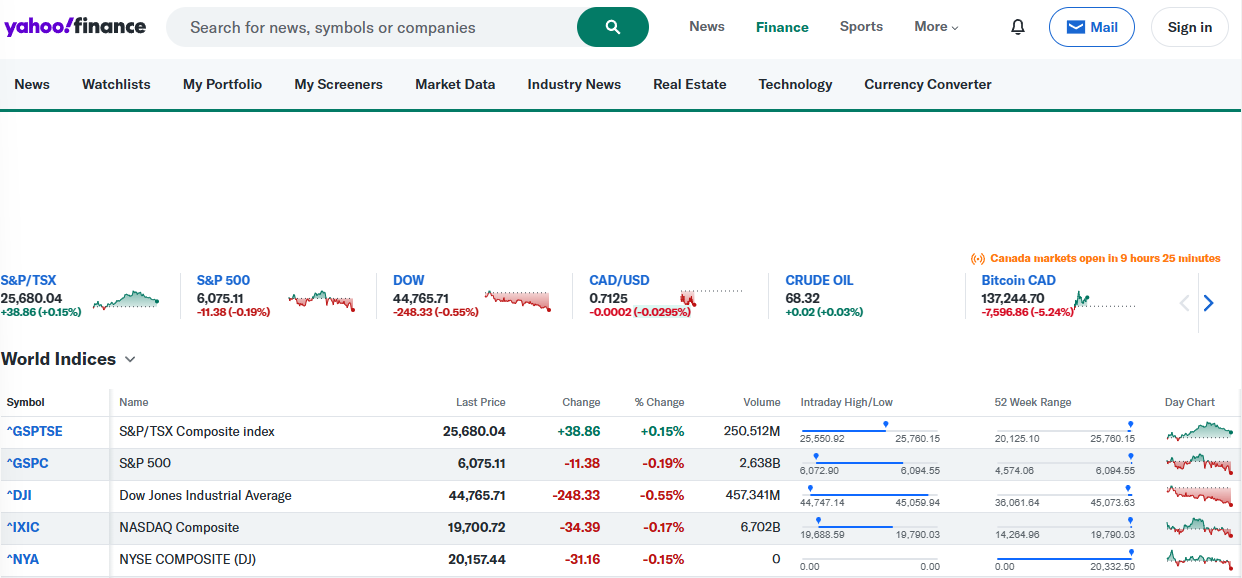 yahoo!finance Search for news, symbols or companies News Finance Sports More Mail Sign in
News Watchlists My Portfolio My Screeners Market Data Industry News Real Estate Technology Currency Converter
Canada markets open in 9 hours 25 minutes
S&P/TSX S&P 500 DOW CAD/USD CRUDE OIL Bitcoin CAD
25,680.04 6,075.11 44,765.71 0.7125 68.32 137,244.70
+38.86 (+0.15%) -11.38 (-0.19%) -248.33 (-0.55%) -0.0002 (-0.0295%) +0.02 (+0.03%) -7,596.86 (-5.24%)
World Indices
Symbol Name Last Price Change % Change Volume Intraday High/Low 52 Week Range Day Chart
^GSPTSE S&P/TSX Composite index 25,680.04 +38.86 +0.15% 250,512M
25,550.92 25,760.15 20,125.10 25,760.15
^GSPC S&P 500 6,075.11 -11.38 -0.19% 2,638B
6,072.90 6,094.55 4,574.06 6,094.55
^DJI Dow Jones Industrial Average 44,765.71 -248.33 -0.55% 457,341M
44,747.14 45,059.94 36,061.64 45,073.63
^IXIC NASDAQ Composite 19,700.72 -34.39 -0.17% 6,702B
19,688.59 19,790.03 14,264.96 19,790.03
^NYA NYSE COMPOSITE (DJ) 20,157.44 -31.16 -0.15% 0
0.00 0.00 0.00 20,332.50